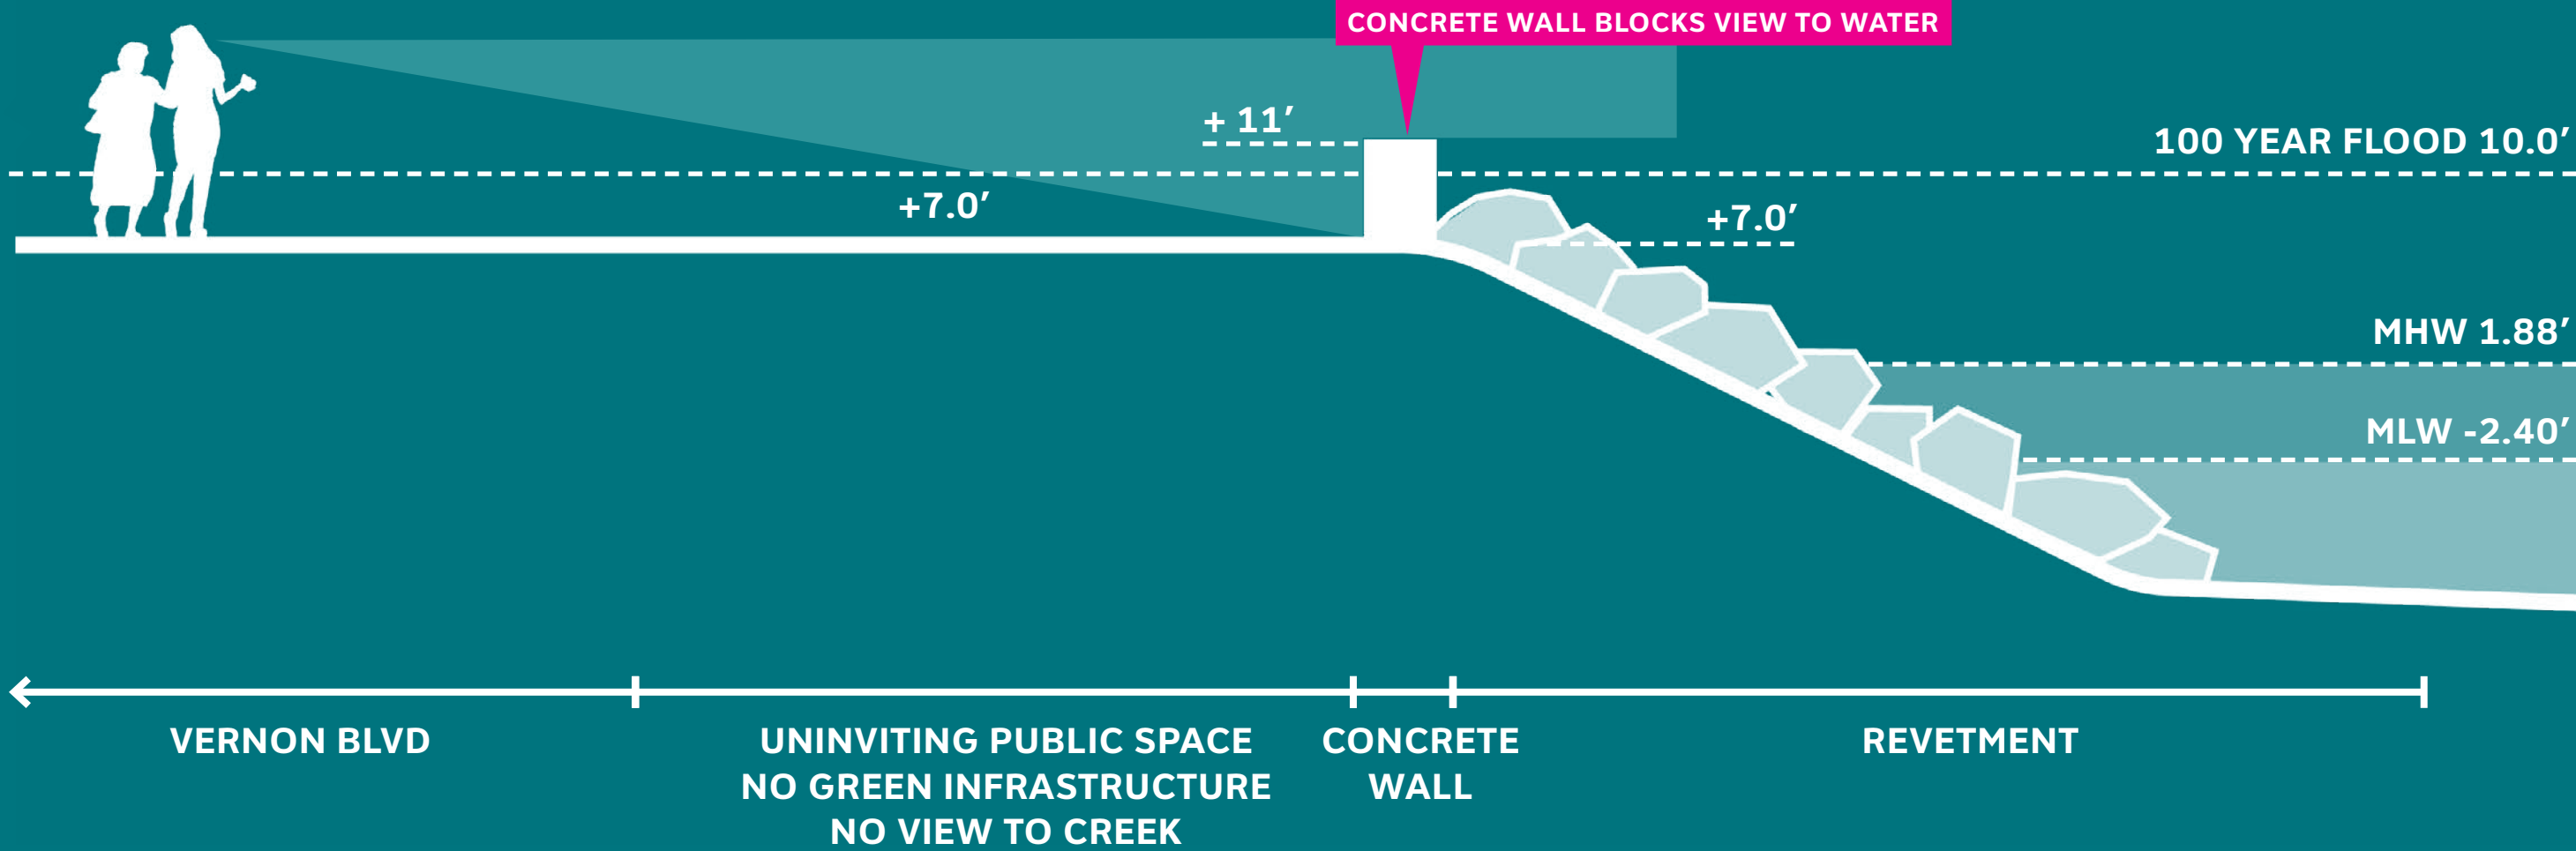 CONCRETE WALL BLOCKS VIEW TO WATER
+ 11′
100 YEAR FLOOD 10.0′
+7.0′
+7.0′
MHW 1.88′
MLW -2.40′
VERNON BLVD
UNINVITING PUBLIC SPACE
NO GREEN INFRASTRUCTURE
NO VIEW TO CREEK
CONCRETE
WALL
REVETMENT